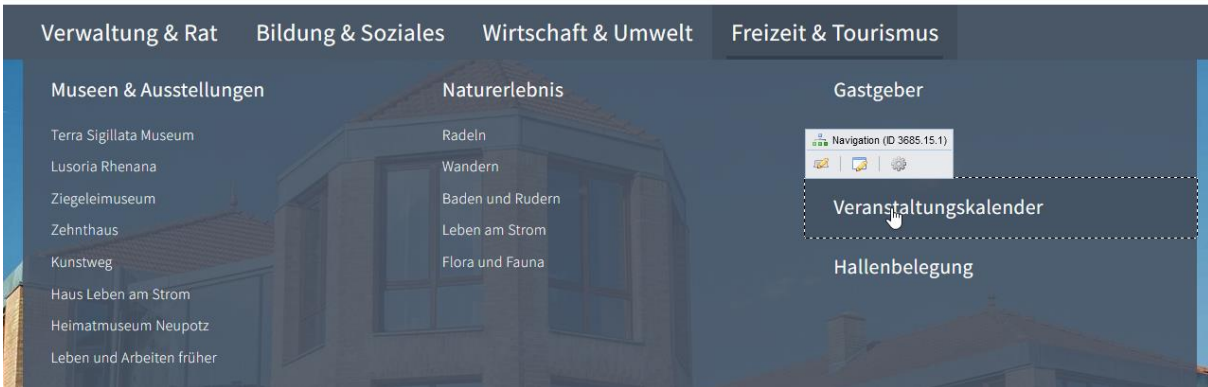 Verwaltung & Rat
Bildung & Soziales
Wirtschaft & Umwelt
Freizeit & Tourismus
Museen & Ausstellungen
Terra Sigillata Museum
Lusoria Rhenana
Ziegeleimuseum
Zehnthaus
Kunstweg
Haus Leben am Strom
Heimatmuseum Neupotz
Leben und Arbeiten früher
Naturerlebnis
Radeln
Wandern
Baden und Rudern
Leben am Strom
Flora und Fauna
Gastgeber
Navigation (ID 3685.15.1)
Veranstaltungskalender
Hallenbelegung